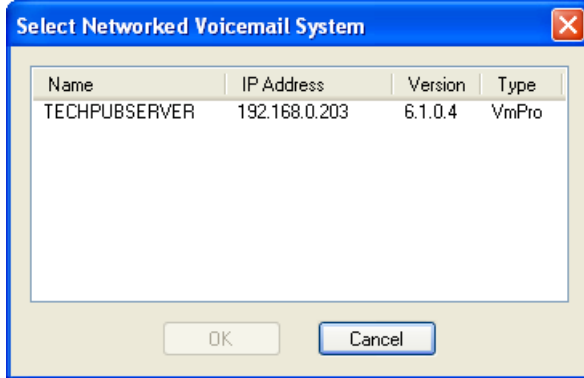 Select Networked Voicemail System
Name IP Address Version Type
TECHPUBSERVER 192.168.0.203 6.1.0.4 VmPro
OK Cancel